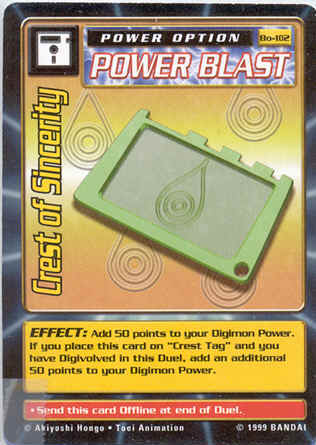 POWER OPTION
Bo-102
POWER BLAST
Crest of Sincerity
EFFECT: Add 50 points to your Digimon Power.
If you place this card on "Crest Tag" and you
have Digivolved in this Duel, add an additional
50 points to your Digimon Power.
• Send this card Offline at end of Duel.
© Akiyoshi Hongo • Toei Animation
© 1999 BANDAI